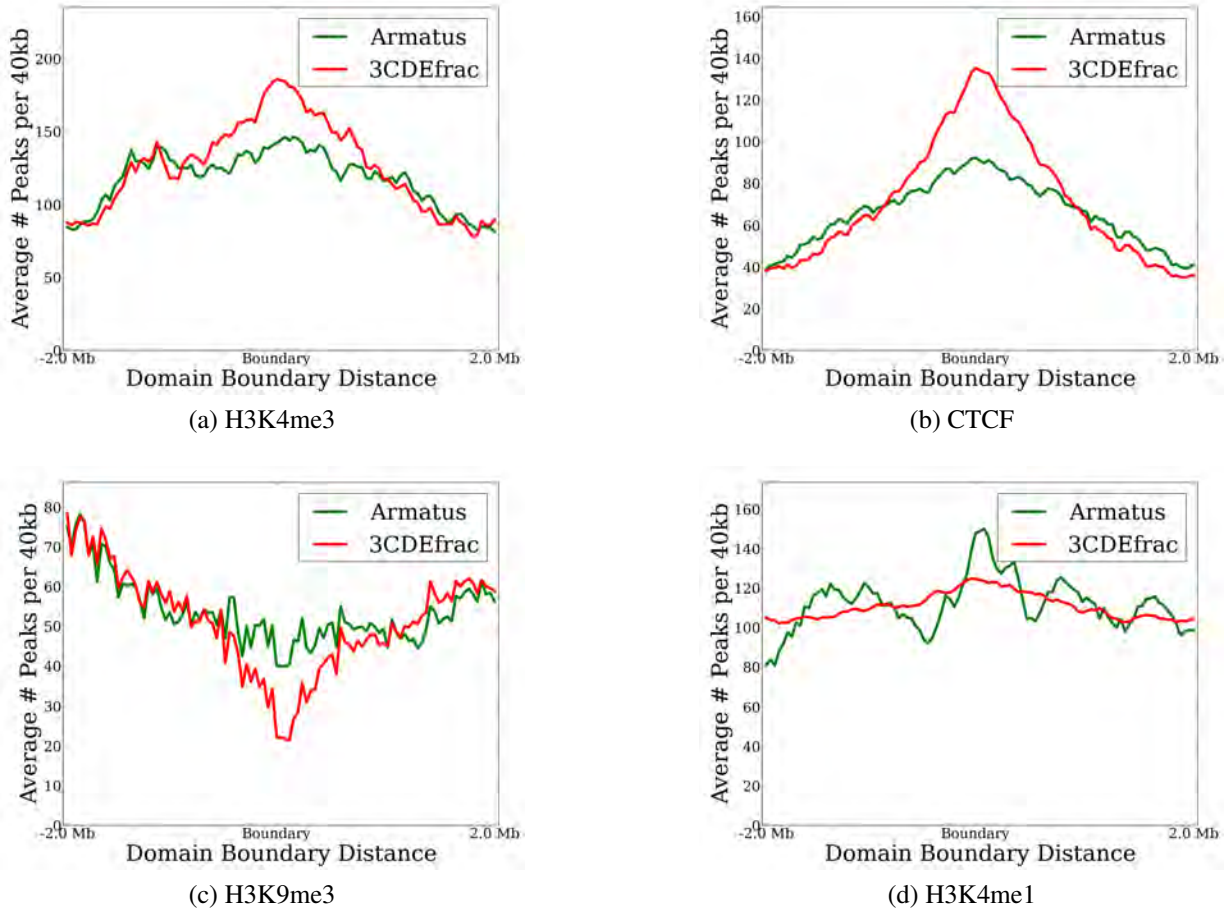 Average # Peaks per 40kb
200
150
100
50
0
Armatus
3CDEfrac
-2.0 Mb Boundary 2.0 Mb
Domain Boundary Distance
(a) H3K4me3
Average # Peaks per 40kb
160
140
120
100
80
60
40
20
0
Armatus
3CDEfrac
-2.0 Mb Boundary 2.0 Mb
Domain Boundary Distance
(b) CTCF
Average # Peaks per 40kb
80
70
60
50
40
30
20
10
0
Armatus
3CDEfrac
-2.0 Mb Boundary 2.0 Mb
Domain Boundary Distance
(c) H3K9me3
Average # Peaks per 40kb
160
140
120
100
80
60
40
20
0
Armatus
3CDEfrac
-2.0 Mb Boundary 2.0 Mb
Domain Boundary Distance
(d) H3K4me1